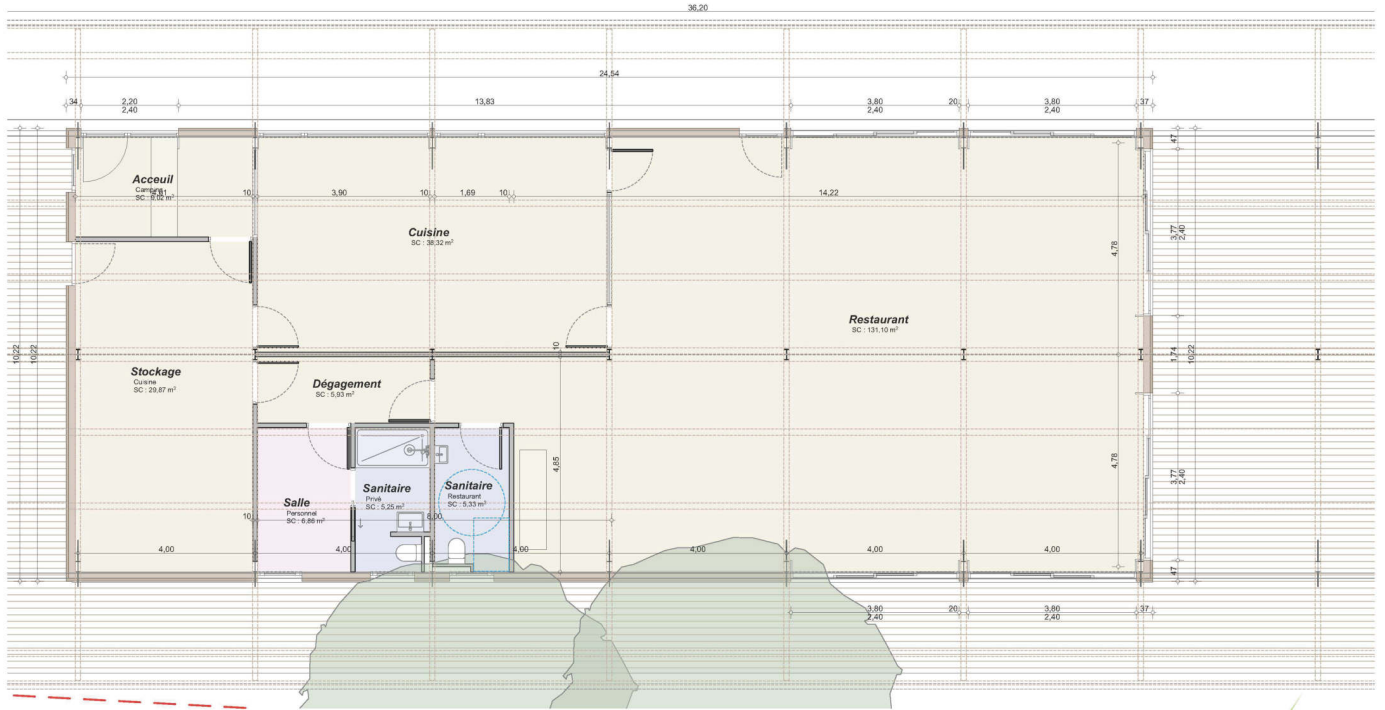 36,20
24,54
34
2,20
2,40
13,83
3,80
2,40
20
3,80
2,40
37
47
Acceuil
SC : 9,02 m²
10
3,90
10
1,69
10
14,22
Cuisine
SC : 38,32 m²
4,78
3,77
2,40
10,22
10,22
Restaurant
SC : 131,10 m²
10
1,74
10,22
Stockage
Cuisine
SC : 29,87 m²
Dégagement
SC : 5,93 m²
4,85
4,78
3,77
2,40
Salle
Personnel
SC : 6,86 m²
Sanitaire
Privé
SC : 5,25 m²
Sanitaire
Restaurant
SC : 5,33 m²
10
8,00
4,00
4,00
4,00
4,00
4,00
4,00
47
3,80
2,40
20
3,80
2,40
37